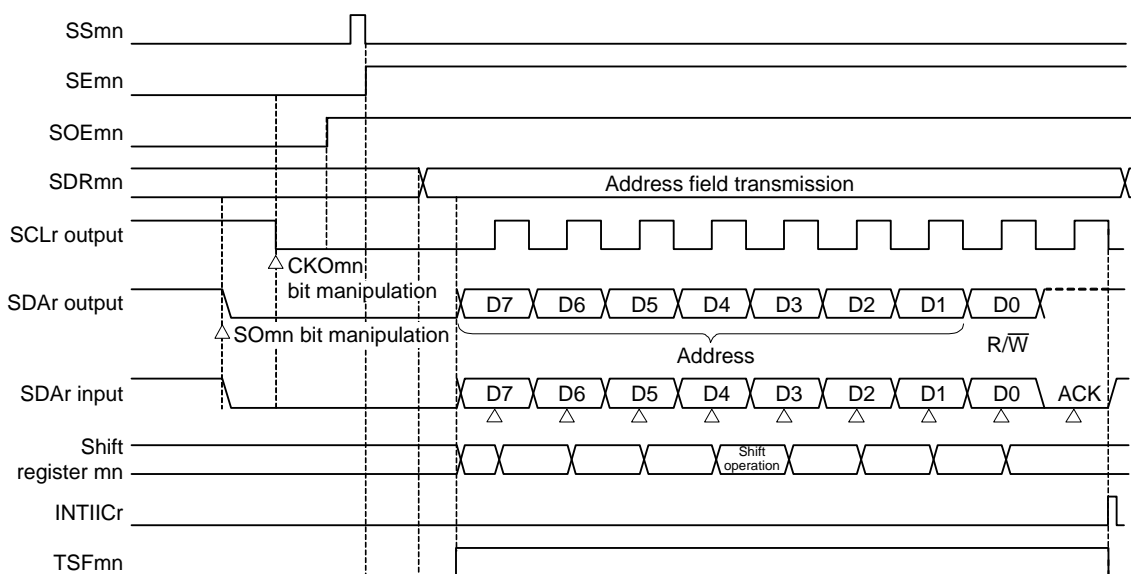 SSmn
SEmn
SOEmn
SDRmn
Address field transmission
SCLr output
CKOmn
bit manipulation
SDAr output
D7 D6 D5 D4 D3 D2 D1 D0
SOmn bit manipulation
Address
R/W̅
SDAr input
D7 D6 D5 D4 D3 D2 D1 D0 ACK
Shift
register mn
Shift
operation
INTIICr
TSFmn